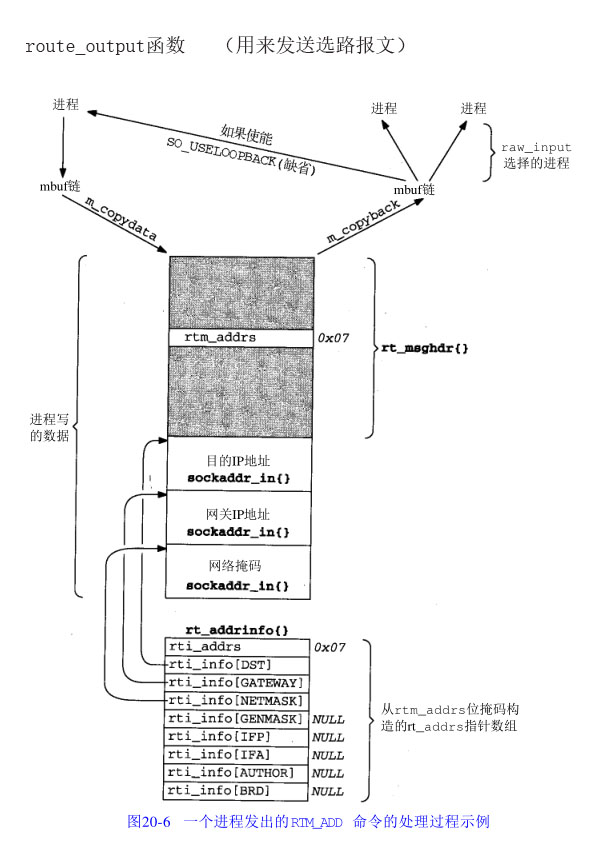 route_output函数 （用来发送选路报文）
进程
进程
进程
如果使能
SO_USELOOPBACK(缺省)
raw_input
选择的进程
mbuf链
mbuf链
m_copydata
m_copyback
rtm_addrs
0x07
rt_msghdr{}
进程写
的数据
目的IP地址
sockaddr_in{}
网关IP地址
sockaddr_in{}
网络掩码
sockaddr_in{}
rt_addrinfo{}
rti_addrs
0x07
rti_info[DST]
rti_info[GATEWAY]
rti_info[NETMASK]
rti_info[GENMASK] NULL
rti_info[IFP] NULL
rti_info[IFA] NULL
rti_info[AUTHOR] NULL
rti_info[BRD] NULL
从rtm_addrs位掩码构
造的rt_addrs指针数组
图20-6 一个进程发出的RTM_ADD 命令的处理过程示例